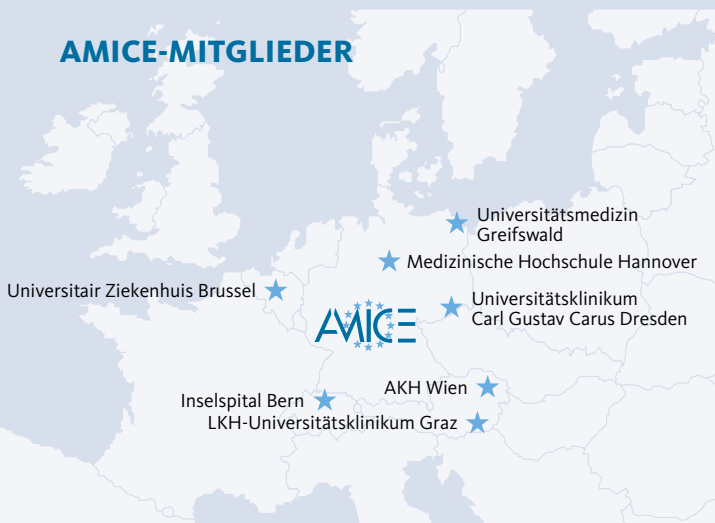 AMICE-MITGLIEDER
Universitätsmedizin
Greifswald
Medizinische Hochschule Hannover
Universitair Ziekenhuis Brussel
Universitätsklinikum
Carl Gustav Carus Dresden
AMICE
AKH Wien
Inselspital Bern
LKH-Universitätsklinikum Graz